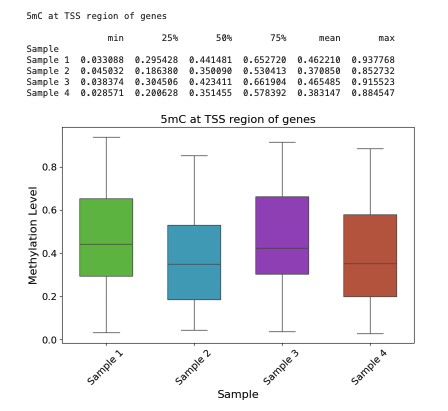 5mC at TSS region of genes
min 25% 50% 75% mean max
Sample
Sample 1 0.033088 0.295428 0.441481 0.652720 0.462210 0.937768
Sample 2 0.045032 0.186380 0.350090 0.530413 0.370850 0.852732
Sample 3 0.038374 0.304506 0.423411 0.661904 0.465485 0.915523
Sample 4 0.028571 0.200628 0.351455 0.578392 0.383147 0.884547
5mC at TSS region of genes
Methylation Level
0.8
0.6
0.4
0.2
0.0
Sample 1
Sample 2
Sample 3
Sample 4
Sample